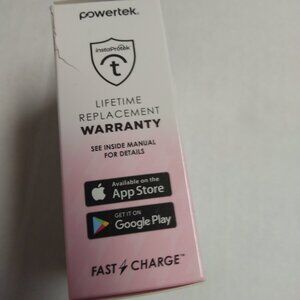 powertek.
instaProtek
t
LIFETIME
REPLACEMENT
WARRANTY
SEE INSIDE MANUAL
FOR DETAILS
Available on the
App Store
GET IT ON
Google Play
FAST CHARGE™